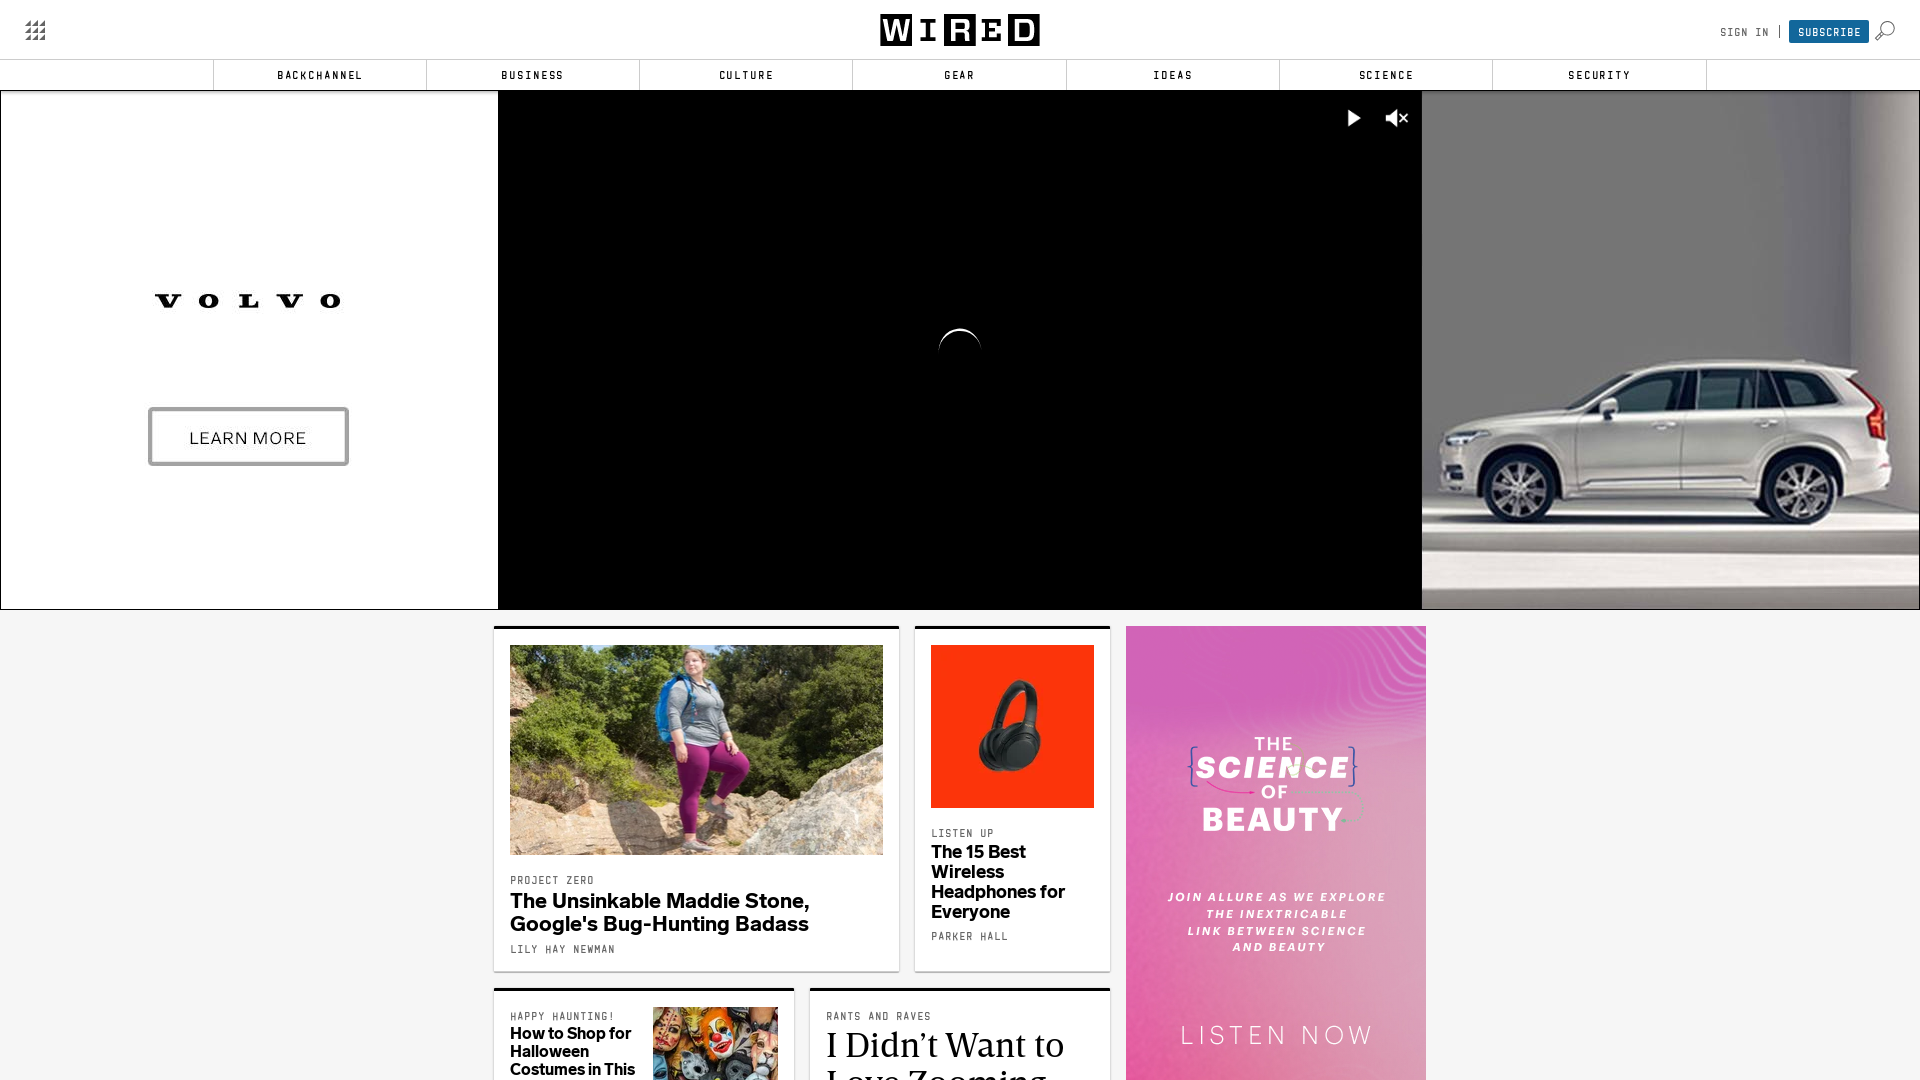 WIRED
SIGN IN
SUBSCRIBE
BACKCHANNEL
BUSINESS
CULTURE
GEAR
IDEAS
SCIENCE
SECURITY
VOLVO
LEARN MORE
PROJECT ZERO
The Unsinkable Maddie Stone,
Google's Bug-Hunting Badass
LILY HAY NEWMAN
LISTEN UP
The 15 Best
Wireless
Headphones for
Everyone
PARKER HALL
THE
{SCIENCE}
OF
BEAUTY
JOIN ALLURE AS WE EXPLORE
THE INEXTRICABLE
LINK BETWEEN SCIENCE
AND BEAUTY
LISTEN NOW
HAPPY HAUNTING!
How to Shop for
Halloween
Costumes in This
RANTS AND RAVES
I Didn’t Want to
Love Zooming